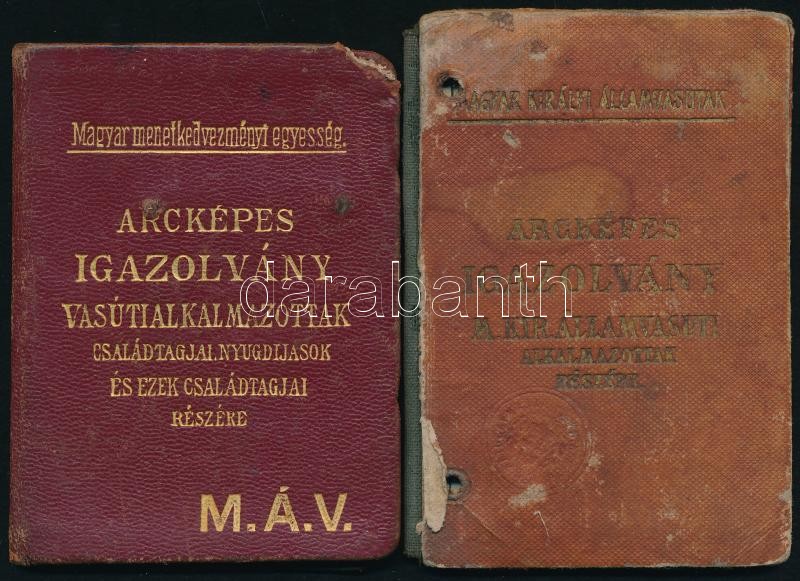 Magyar menetkedvezményi egyesség.
ARCKÉPES
IGAZOLVÁNY
VASÚTIALKALMAZOTTAK
CSALÁDTAGJAI, NYUGDIJASOK
ÉS EZEK CSALÁDTAGJAI
RÉSZÉRE
M.Á.V.
MAGYAR KIRÁLYI ÁLLAMVASUTAK
ARCKÉPES
IGAZOLVÁNY
M. KIR. ÁLLAMVASUTI
ALKALMAZOTTAK
RÉSZÉRE
darabanth